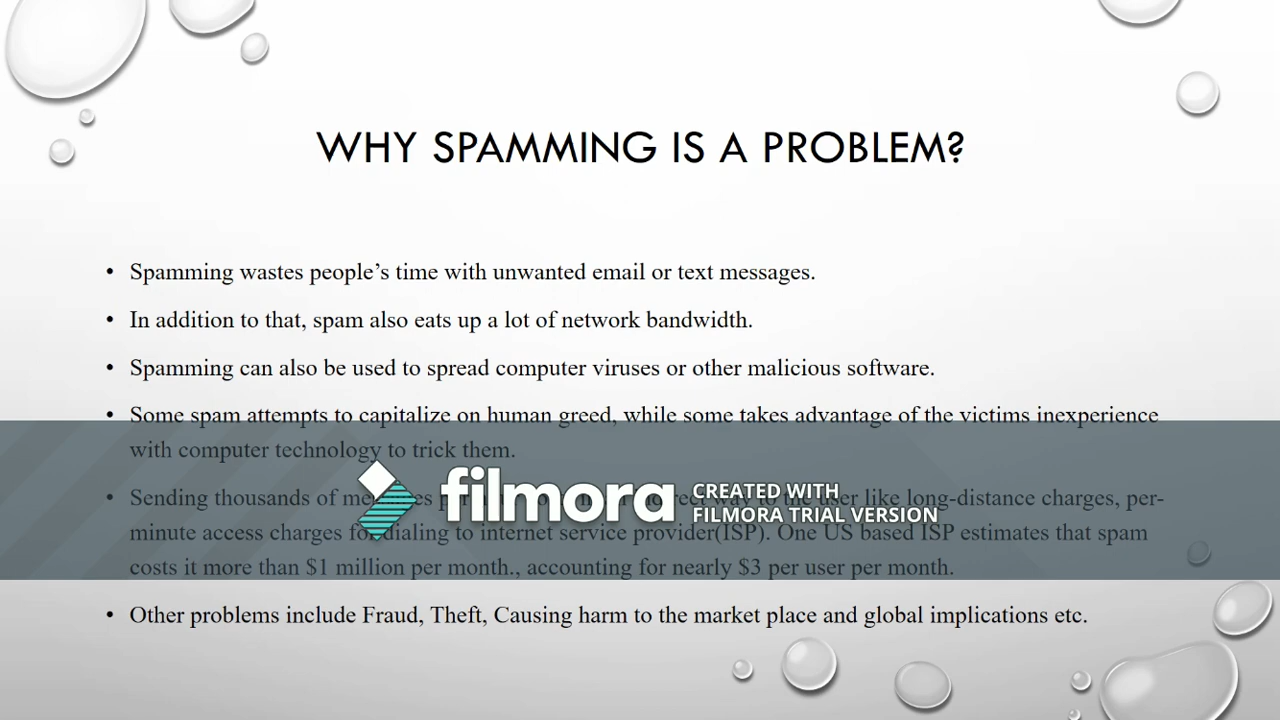 WHY SPAMMING IS A PROBLEM?
• Spamming wastes people's time with unwanted email or text messages.
• In addition to that, spam also eats up a lot of network bandwidth.
• Spamming can also be used to spread computer viruses or other malicious software.
• Some spam attempts to capitalize on human greed, while some takes advantage of the victims inexperience
with computer technology to trick them.
• Sending thousands of way to the user like long-distance charges, per-
minute access charges for dialing to internet service provider(ISP). One US based ISP estimates that spam
costs it more than $1 million per month., accounting for nearly $3 per user per month.
filmora
CREATED WITH
FILMORA TRIAL VERSION
• Other problems include Fraud, Theft, Causing harm to the market place and global implications etc.